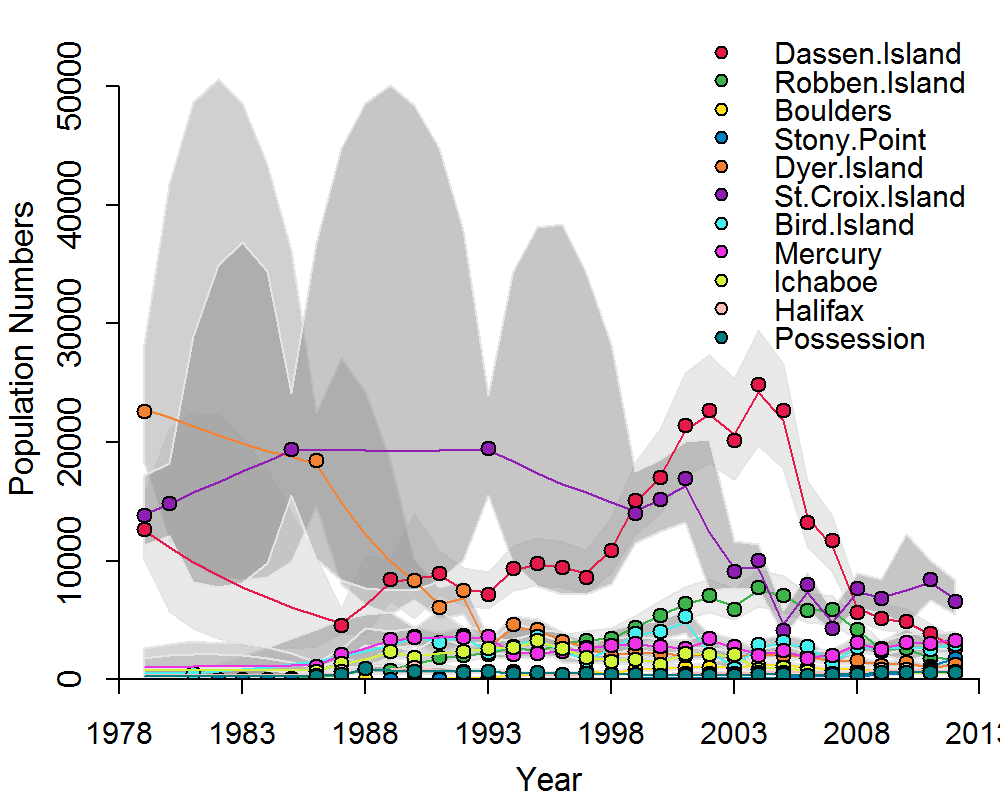 Dassen.Island
Robben.Island
Boulders
Stony.Point
Dyer.Island
St.Croix.Island
Bird.Island
Mercury
Ichaboe
Halifax
Possession
Population Numbers
50000
40000
30000
20000
10000
0
1978 1983 1988 1993 1998 2003 2008 2013
Year